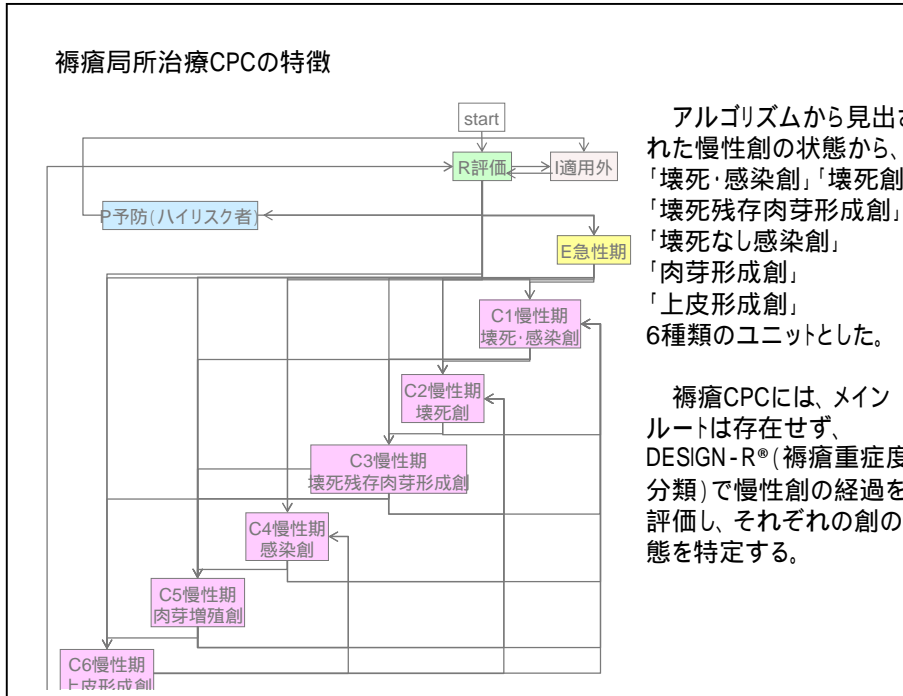 褥瘡局所治療CPCの特徴
start
R評価
I適用外
P予防(ハイリスク者)
E急性期
C1慢性期
壊死・感染創
C2慢性期
壊死創
C3慢性期
壊死残存肉芽形成創
C4慢性期
感染創
C5慢性期
肉芽増殖創
C6慢性期
上皮形成創
アルゴリズムから見出さ
れた慢性創の状態から、
「壊死・感染創」「壊死創
「壊死残存肉芽形成創」
「壊死なし感染創」
「肉芽形成創」
「上皮形成創」
6種類のユニットとした。
褥瘡CPCには、メイン
ルートは存在せず、
DESIGN-R®(褥瘡重症度
分類)で慢性創の経過を
評価し、それぞれの創の
態を特定する。